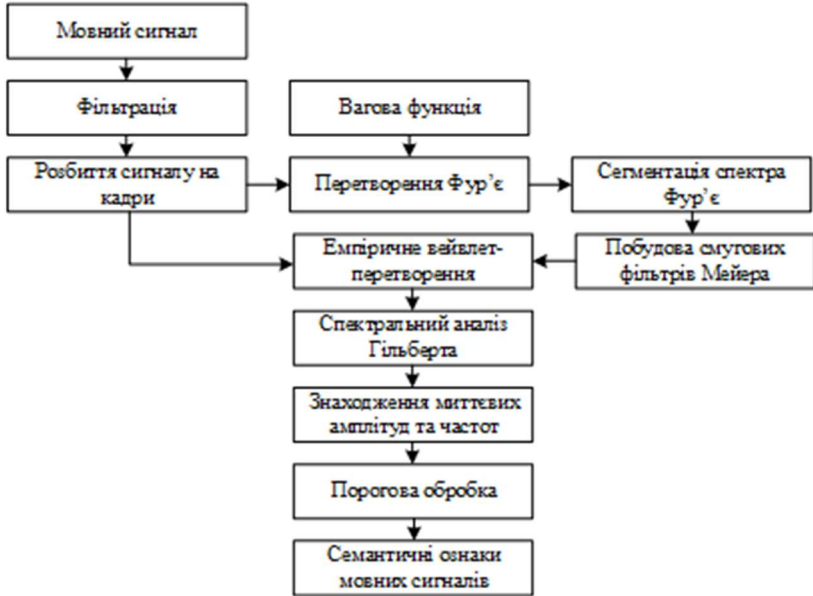 Мовний сигнал
Фільтрація
Вагова функція
Розбиття сигналу на
кадри
Перетворення Фур’є
Сегментація спектра
Фур’є
Емпіричне вейвлет-
перетворення
Побудова смугових
фільтрів Мейера
Спектральний аналіз
Гільберта
Знаходження миттєвих
амплітуд та частот
Порогова обробка
Семантичні ознаки
мовних сигналів